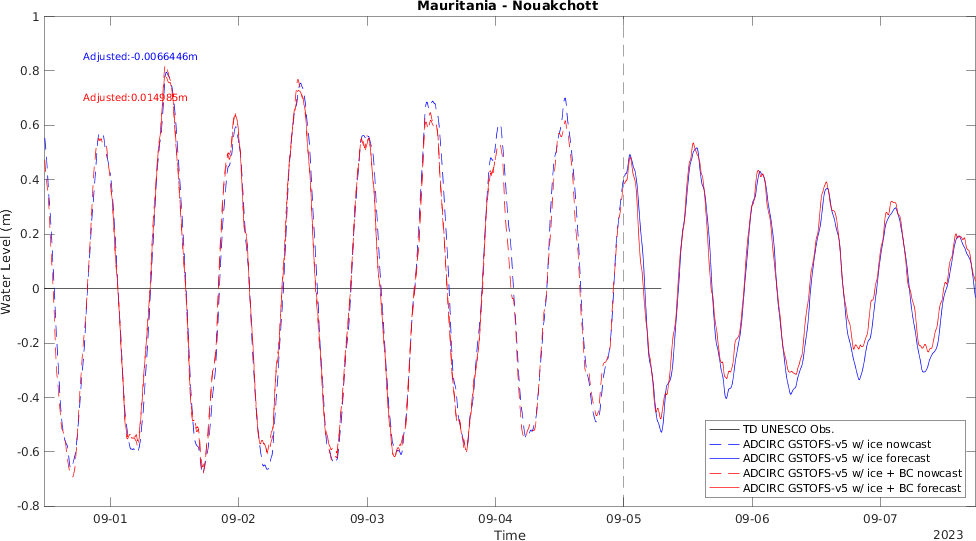 Mauritania - Nouakchott
1
0.8
0.6
0.4
0.2
0
-0.2
-0.4
-0.6
-0.8
Water Level (m)
Adjusted:-0.0066446m
Adjusted:0.014985m
TD UNESCO Obs.
ADCIRC GSTOFS-v5 w/ ice nowcast
ADCIRC GSTOFS-v5 w/ ice forecast
ADCIRC GSTOFS-v5 w/ ice + BC nowcast
ADCIRC GSTOFS-v5 w/ ice + BC forecast
09-01 09-02 09-03 09-04 09-05 09-06 09-07
Time
2023